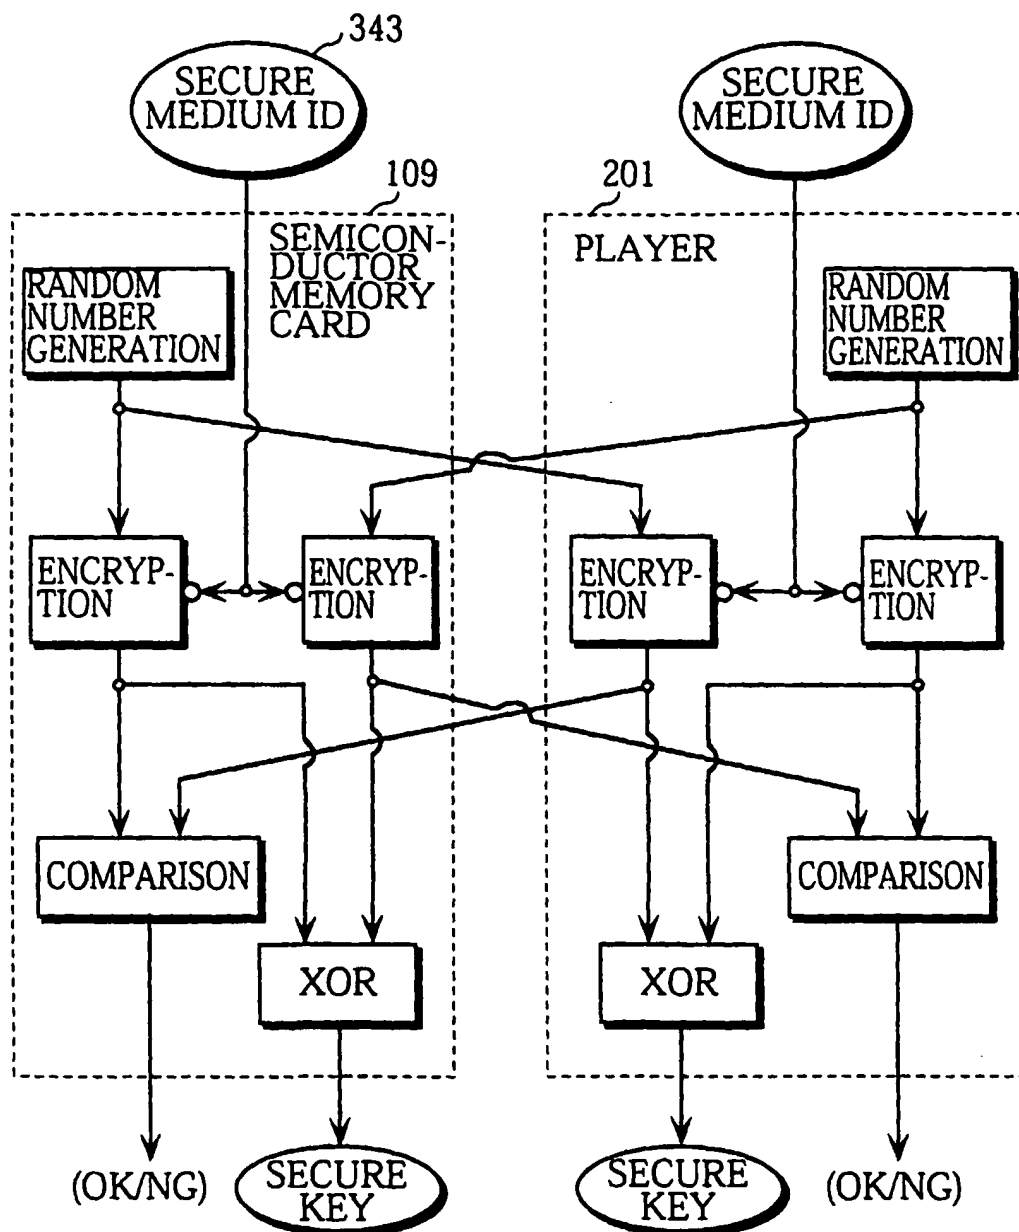 343
SECURE
MEDIUM ID
SECURE
MEDIUM ID
109
201
SEMICON-
DUCTOR
MEMORY
CARD
PLAYER
RANDOM
NUMBER
GENERATION
RANDOM
NUMBER
GENERATION
ENCRYP-
TION
ENCRYP-
TION
ENCRYP-
TION
ENCRYP-
TION
COMPARISON
COMPARISON
XOR
XOR
(OK/NG)
SECURE
KEY
SECURE
KEY
(OK/NG)